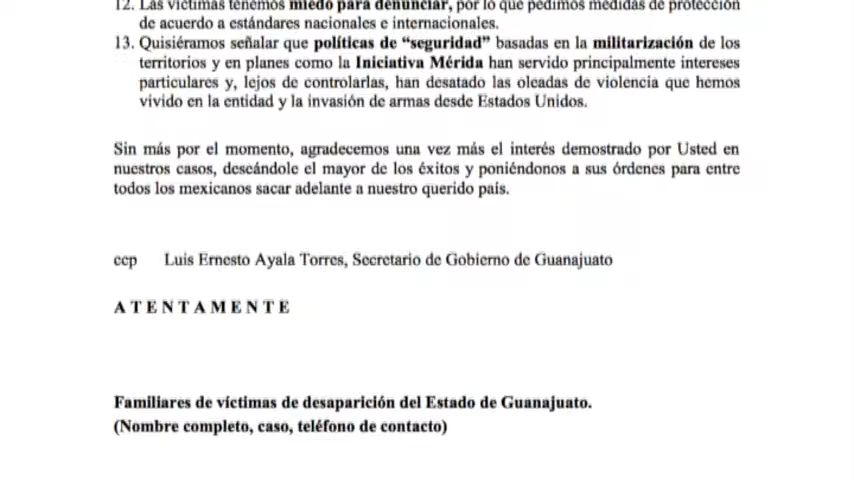 12. Las víctimas tenemos miedo para denunciar, por lo que pedimos medidas de protección
de acuerdo a estándares nacionales e internacionales.
13. Quisiéramos señalar que políticas de “seguridad” basadas en la militarización de los
territorios y en planes como la Iniciativa Mérida han servido principalmente intereses
particulares y, lejos de controlarlas, han desatado las oleadas de violencia que hemos
vivido en la entidad y la invasión de armas desde Estados Unidos.
Sin más por el momento, agradecemos una vez más el interés demostrado por Usted en
nuestros casos, deseándole el mayor de los éxitos y poniéndonos a sus órdenes para entre
todos los mexicanos sacar adelante a nuestro querido país.
ccp Luis Ernesto Ayala Torres, Secretario de Gobierno de Guanajuato
A T E N T A M E N T E
Familiares de víctimas de desaparición del Estado de Guanajuato.
(Nombre completo, caso, teléfono de contacto)